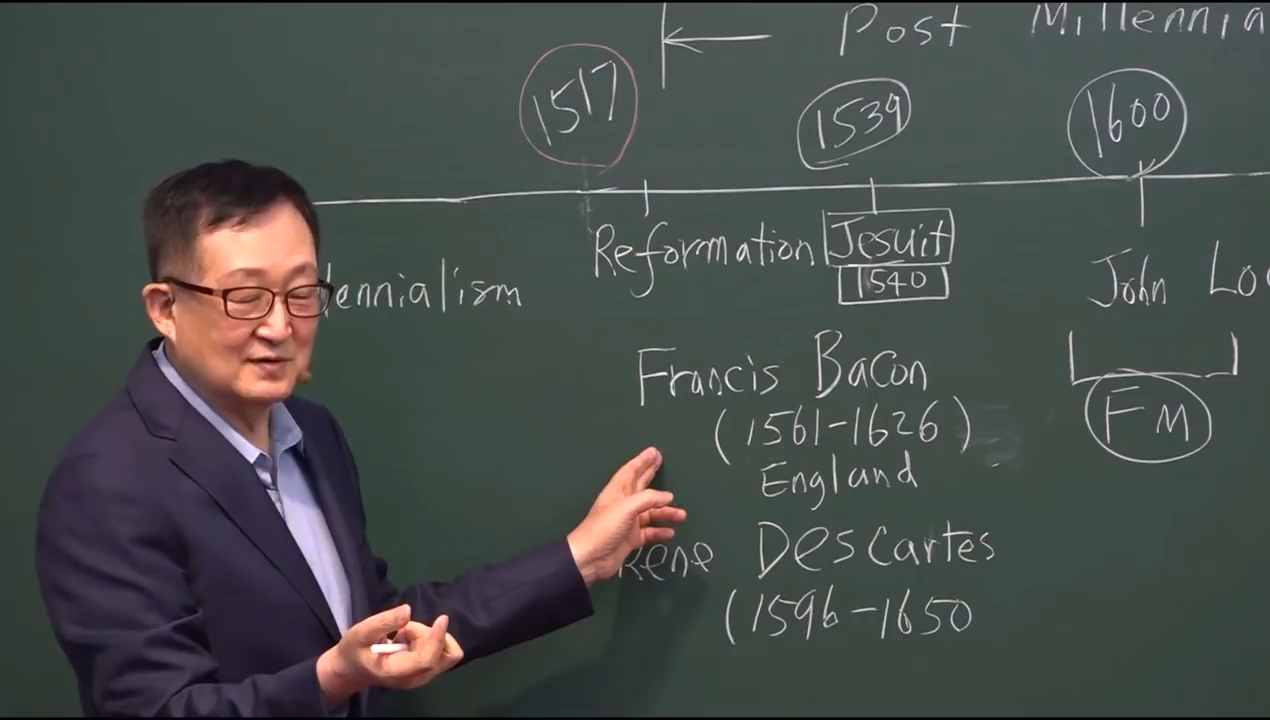 Post Millennia
1517
1539
1600
Reformation
Jesuit
1540
ennialism
John Lo
Francis Bacon
(1561-1626)
England
FM
Rene Descartes
(1596-1650